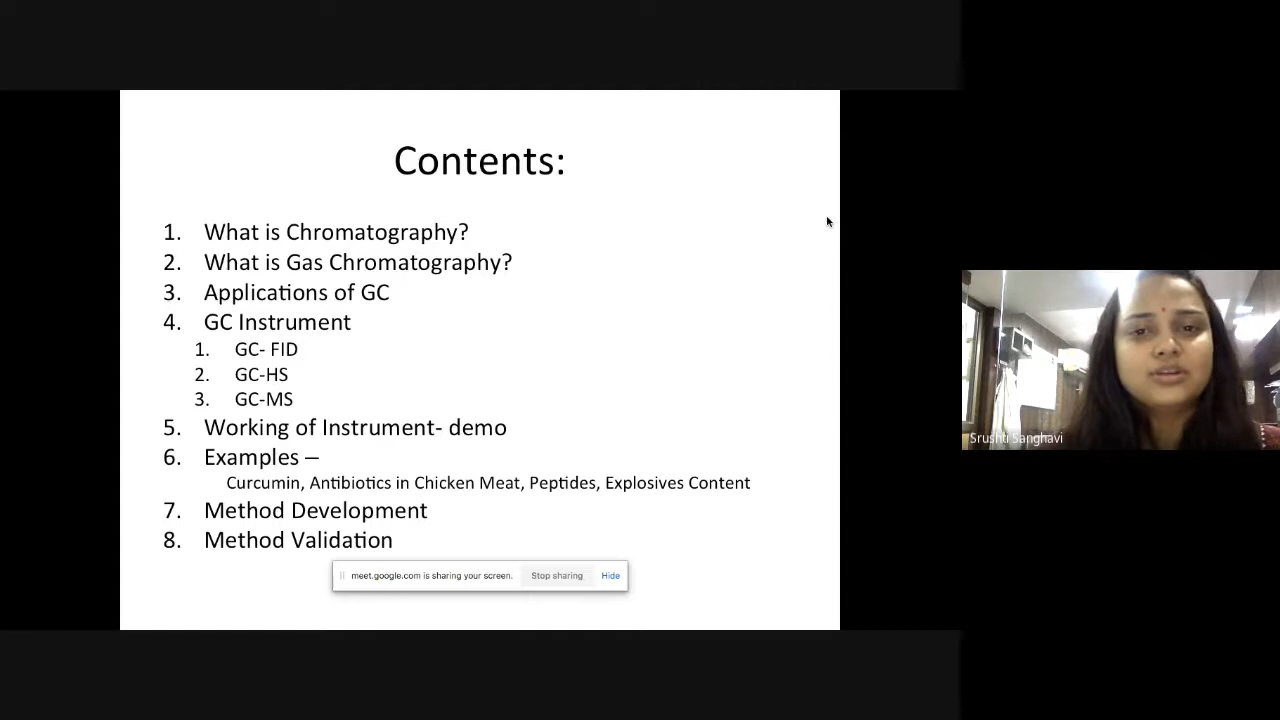 Contents:
1. What is Chromatography?
2. What is Gas Chromatography?
3. Applications of GC
4. GC Instrument
1. GC- FID
2. GC-HS
3. GC-MS
5. Working of Instrument- demo
6. Examples –
Curcumin, Antibiotics in Chicken Meat, Peptides, Explosives Content
7. Method Development
8. Method Validation
meet.google.com is sharing your screen. Stop sharing Hide
Srushti Sanghavi